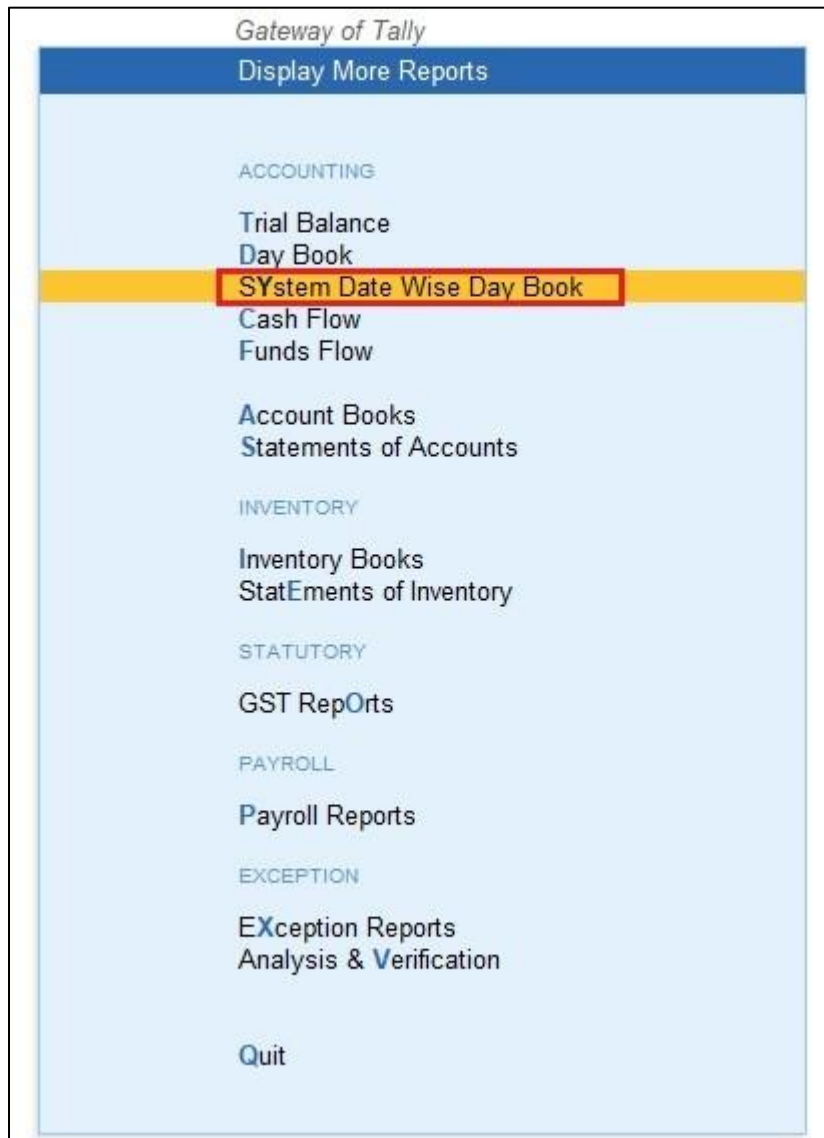 Gateway of Tally
Display More Reports
ACCOUNTING
Trial Balance
Day Book
SYstem Date Wise Day Book
Cash Flow
Funds Flow
Account Books
Statements of Accounts
INVENTORY
Inventory Books
StatEments of Inventory
STATUTORY
GST RepOrts
PAYROLL
Payroll Reports
EXCEPTION
EXception Reports
Analysis & Verification
Quit